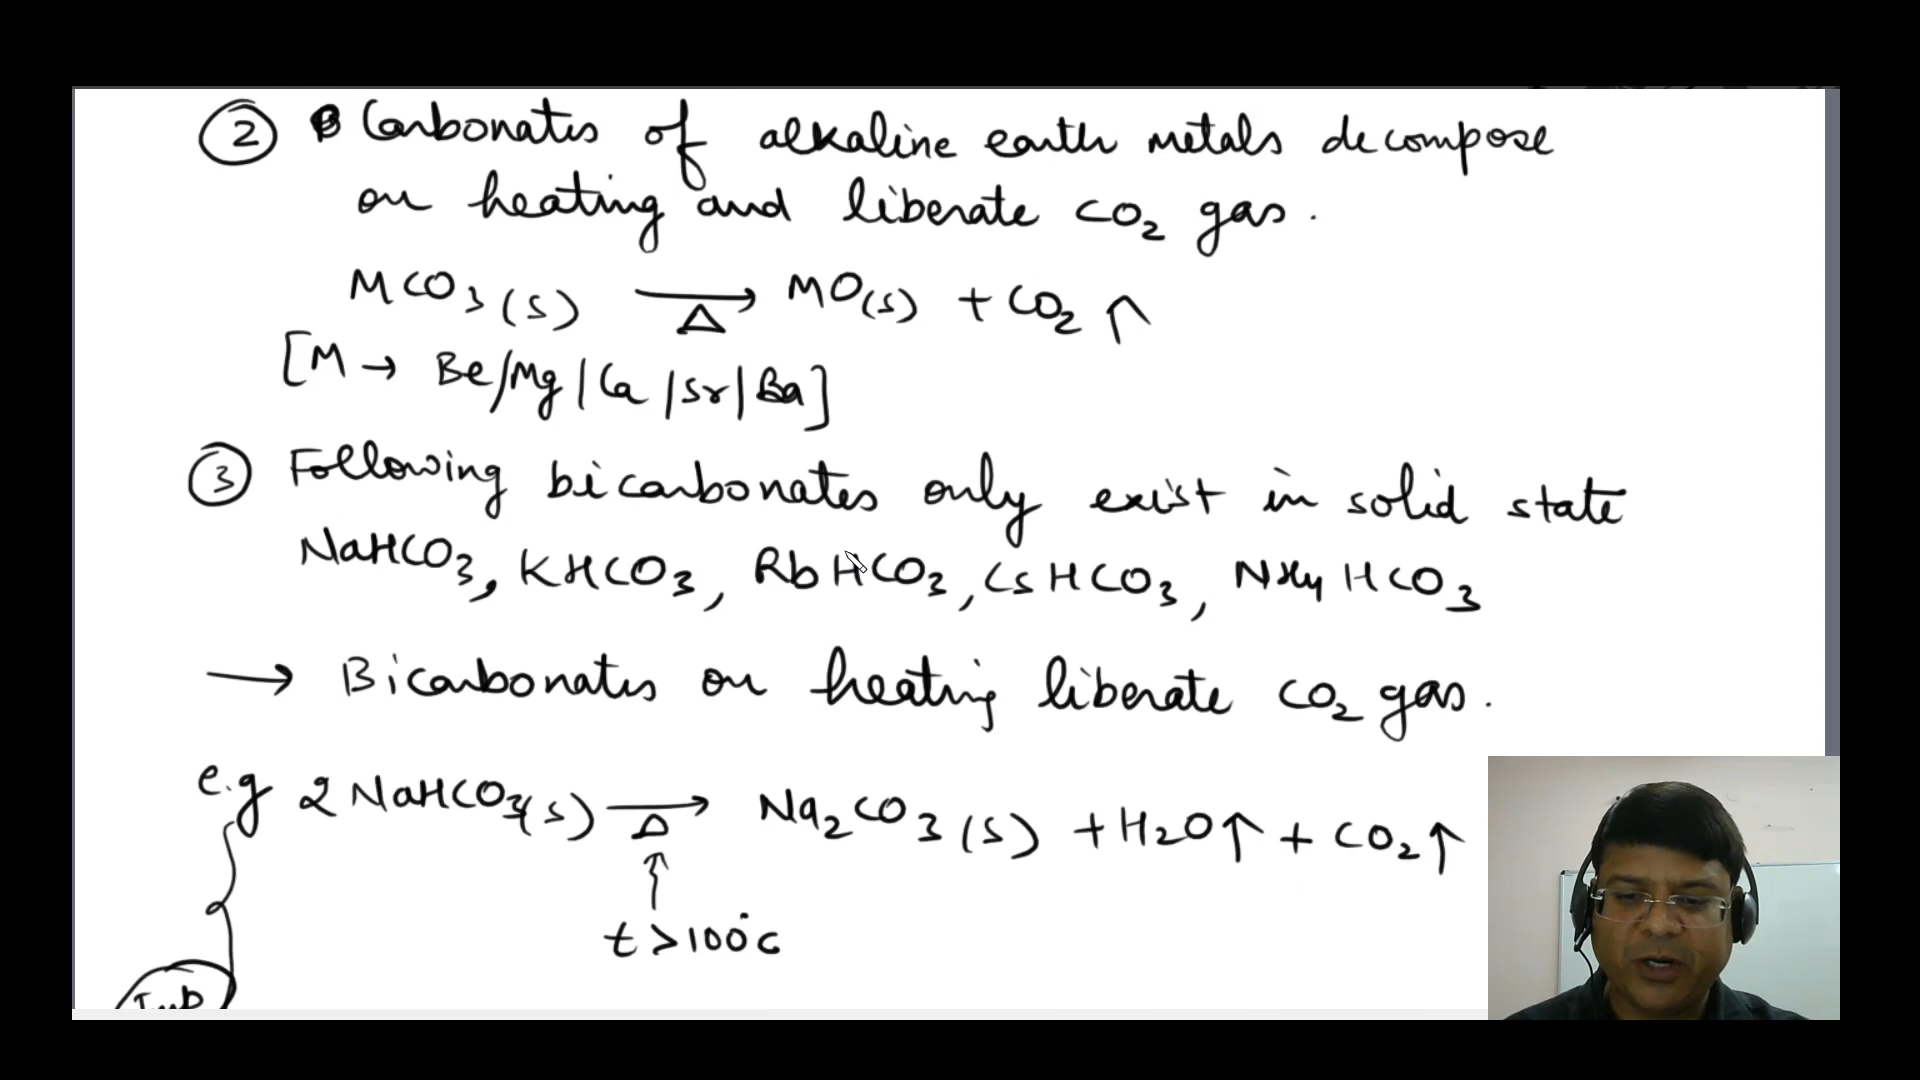 ② Carbonates of alkaline earth metals decompose
on heating and liberate CO₂ gas.
MCO₃(s) →Δ MO(s) + CO₂ ↑
[M → Be/Mg|Ca|Sr|Ba]
③ Following bicarbonates only exist in solid state
NaHCO₃, KHCO₃, RbHCO₃, CsHCO₃, NH₄HCO₃
→ Bicarbonates on heating liberate CO₂ gas.
e.g 2NaHCO₃(s) →Δ Na₂CO₃(s) + H₂O↑ + CO₂↑
t > 100°C